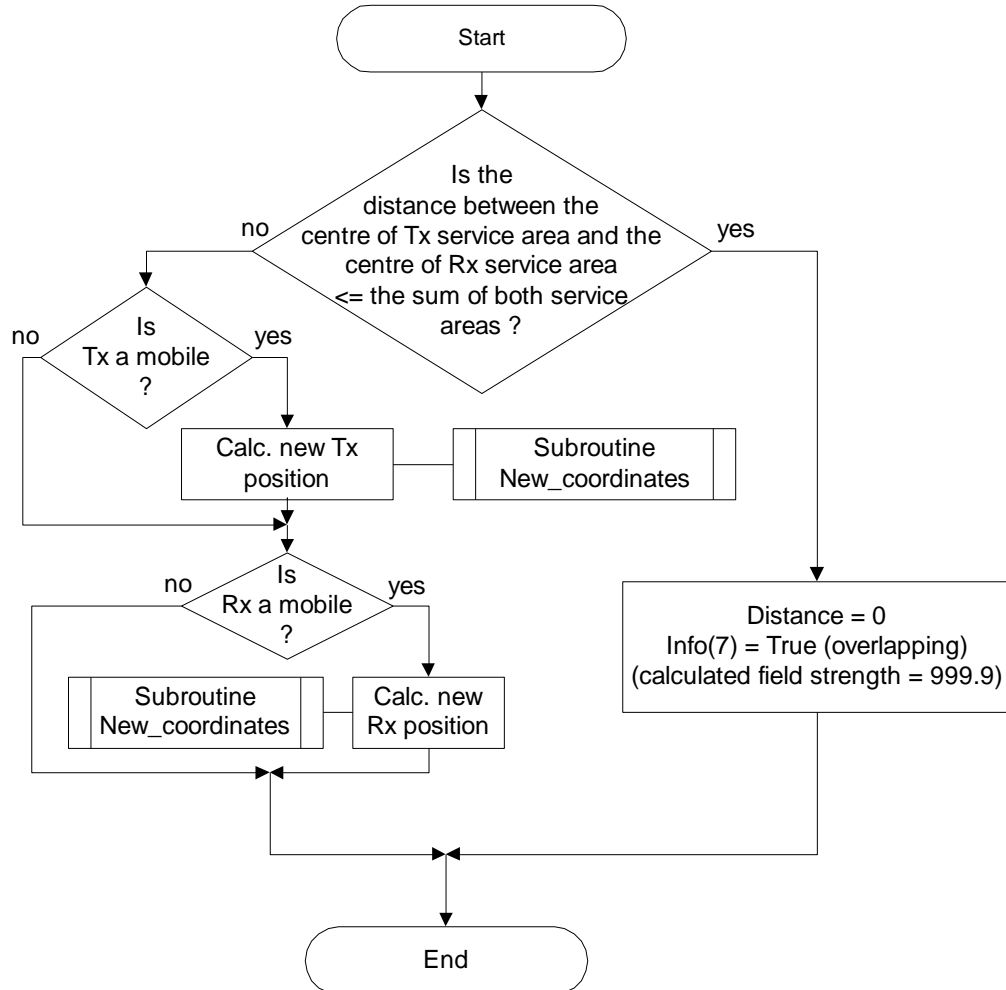 Start
Is the
distance between the
centre of Tx service area and the
centre of Rx service area
<= the sum of both service
areas ?
no
yes
Is
Tx a mobile
?
no
yes
Calc. new Tx
position
Subroutine
New_coordinates
Is
Rx a mobile
?
no
yes
Subroutine
New_coordinates
Calc. new
Rx position
Distance = 0
Info(7) = True (overlapping)
(calculated field strength = 999.9)
End